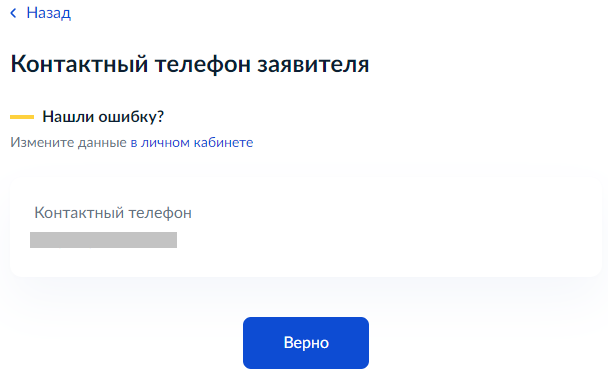 Назад
Контактный телефон заявителя
Нашли ошибку?
Измените данные в личном кабинете
Контактный телефон
Верно